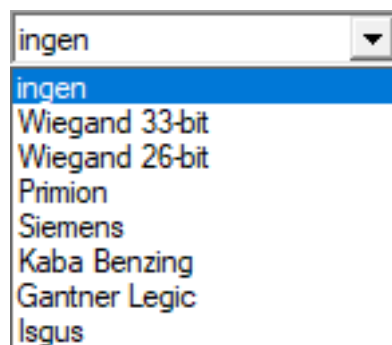 ingen
ingen
Wiegand 33-bit
Wiegand 26-bit
Primion
Siemens
Kaba Benzing
Gantner Legic
Isgus